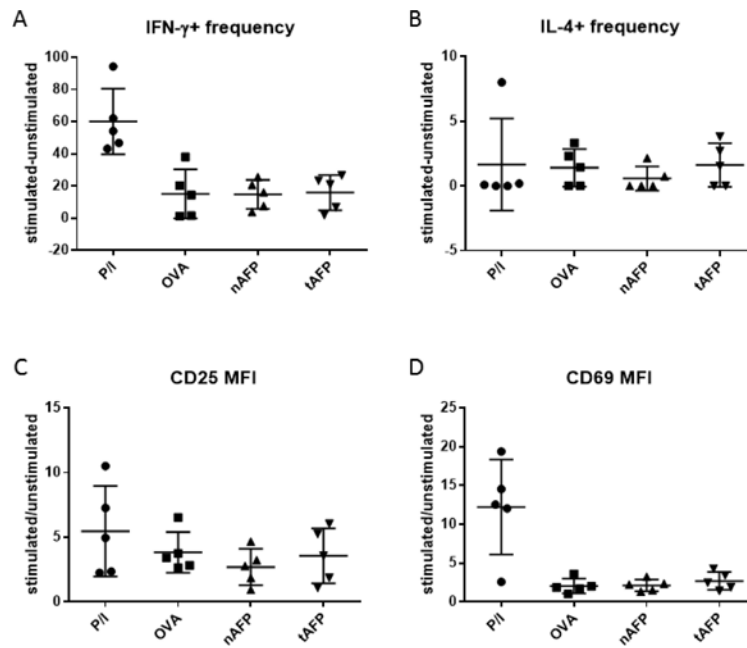 A
IFN-γ+ frequency
stimulated-unstimulated
100
80
60
40
20
0
-20
P/I
OVA
nAFP
tAFP
B
IL-4+ frequency
stimulated-unstimulated
10
5
0
-5
P/I
OVA
nAFP
tAFP
C
CD25 MFI
stimulated/unstimulated
15
10
5
0
P/I
OVA
nAFP
tAFP
D
CD69 MFI
stimulated/unstimulated
25
20
15
10
5
0
P/I
OVA
nAFP
tAFP